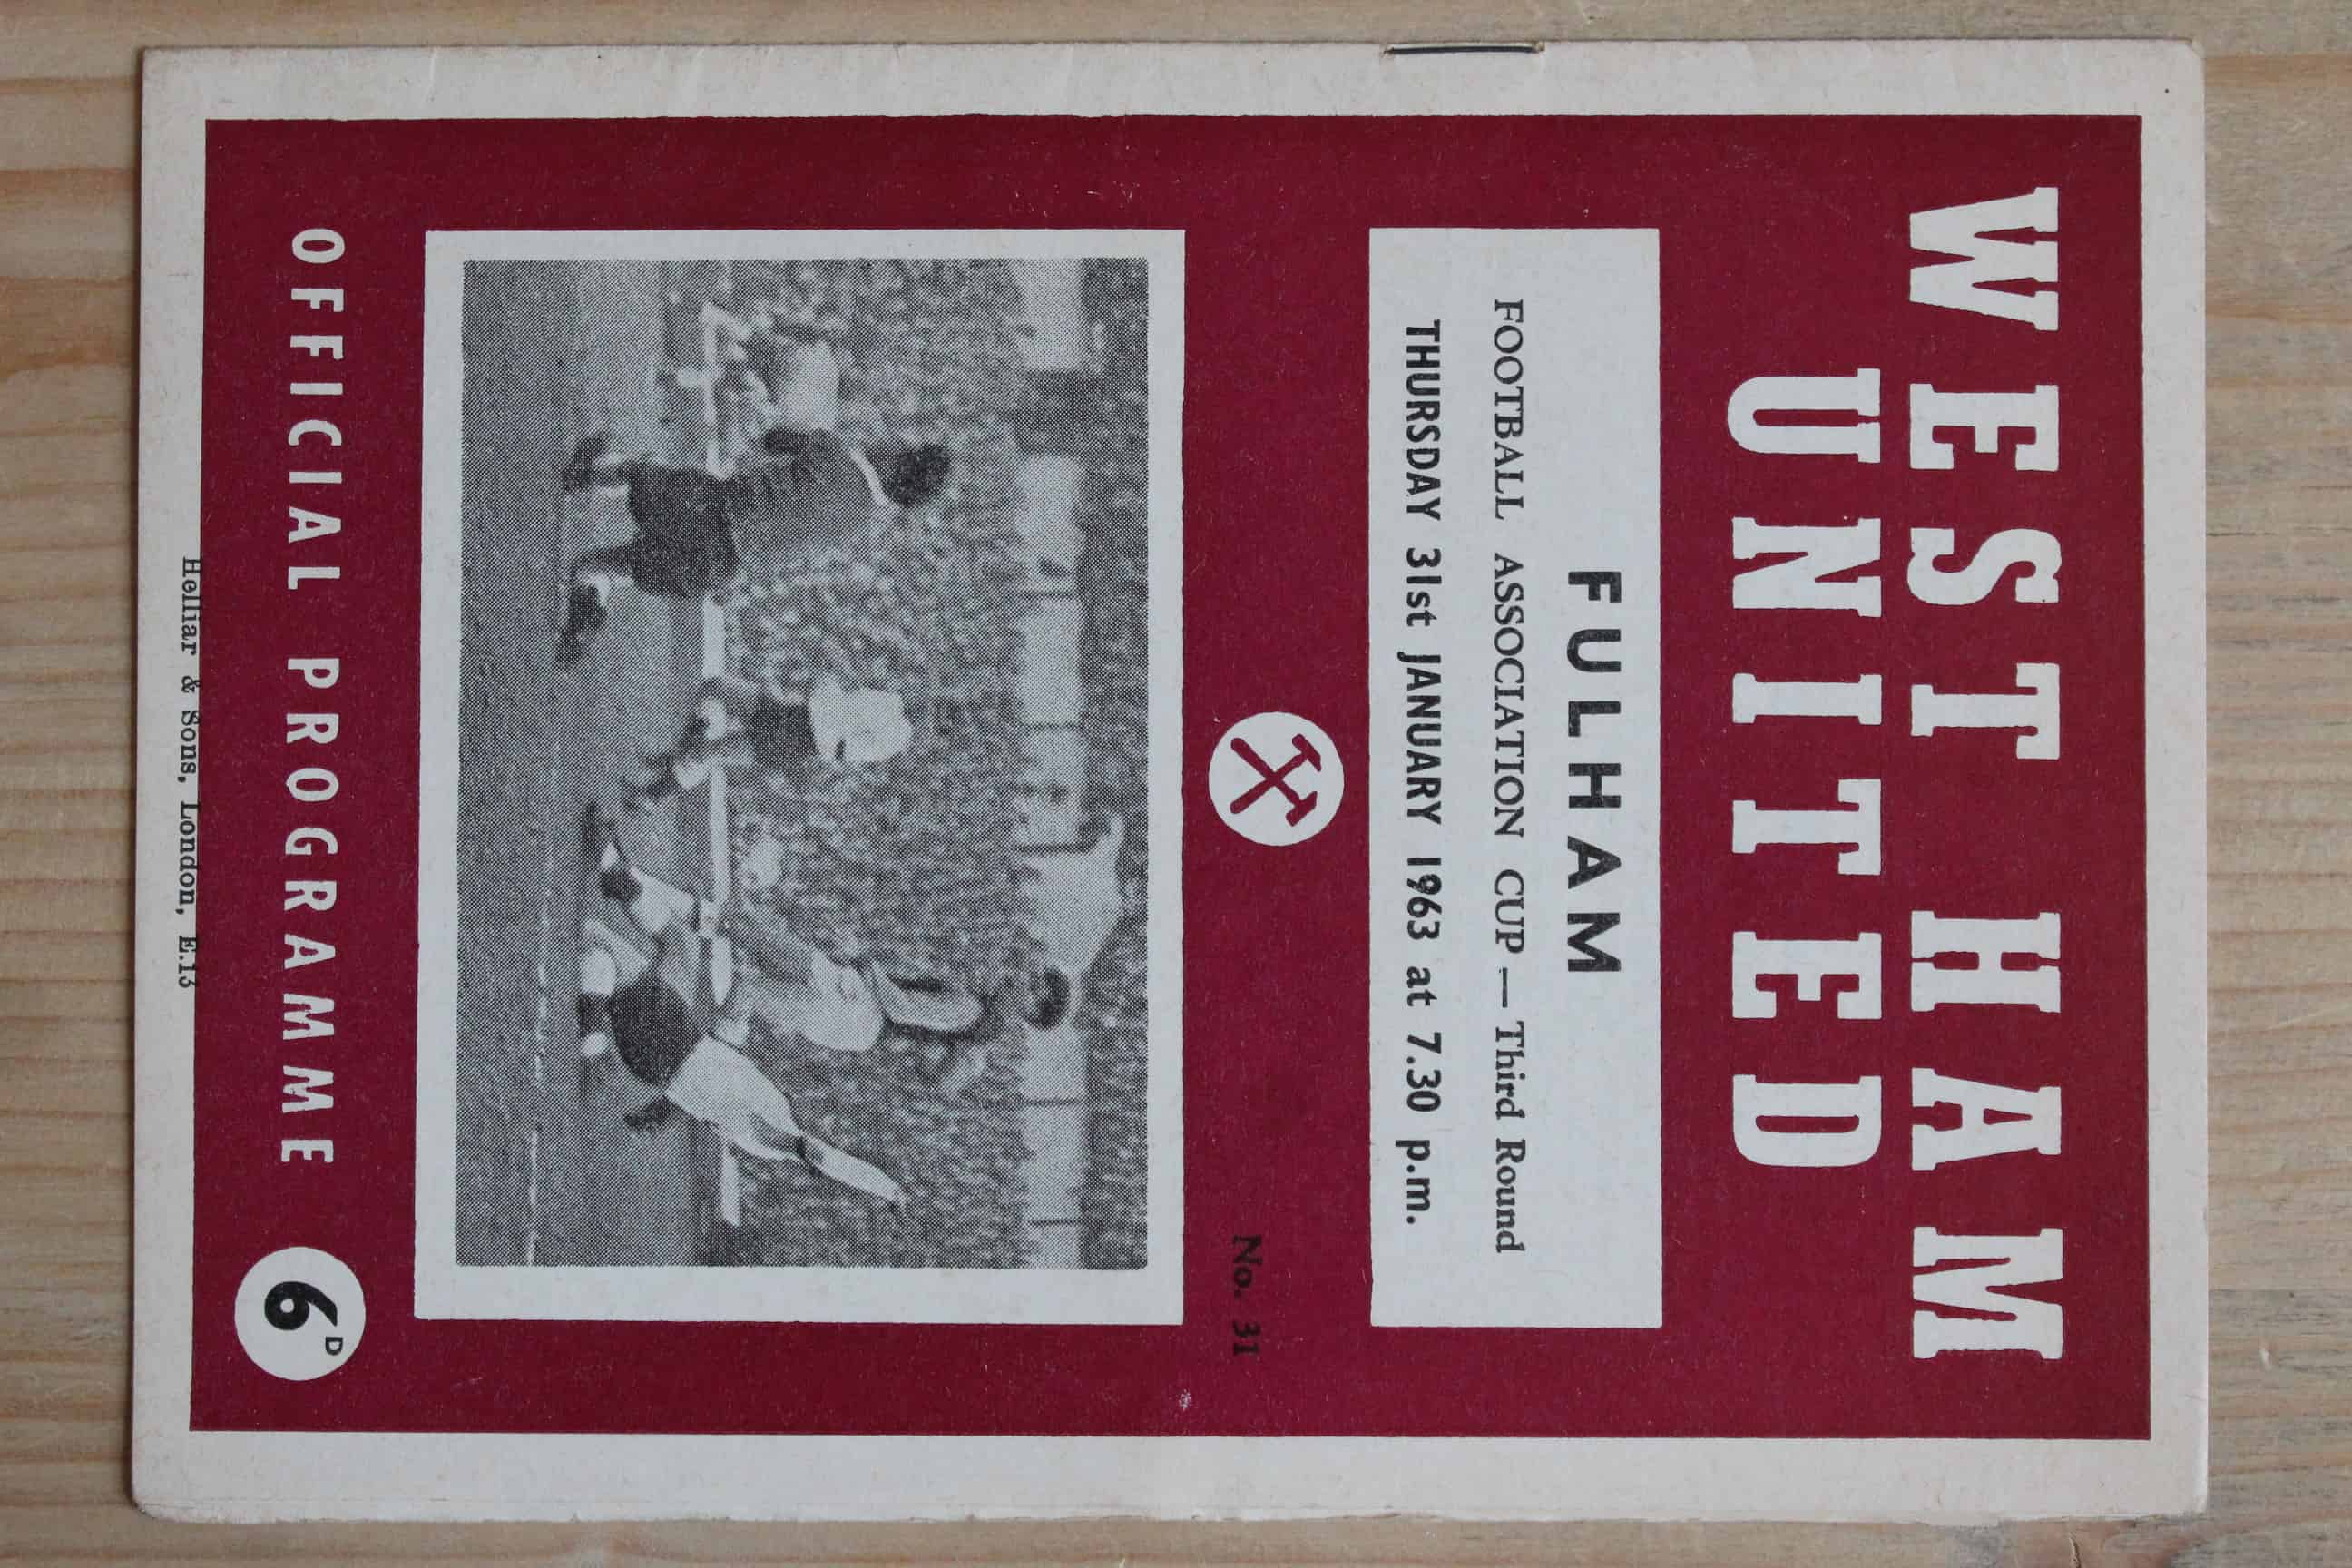 WEST HAM
UNITED
FULHAM
FOOTBALL ASSOCIATION CUP — Third Round
THURSDAY 31st JANUARY 1963 at 7.30 p.m.
No. 31
OFFICIAL PROGRAMME
6D
Helliar & Sons, London, E.13